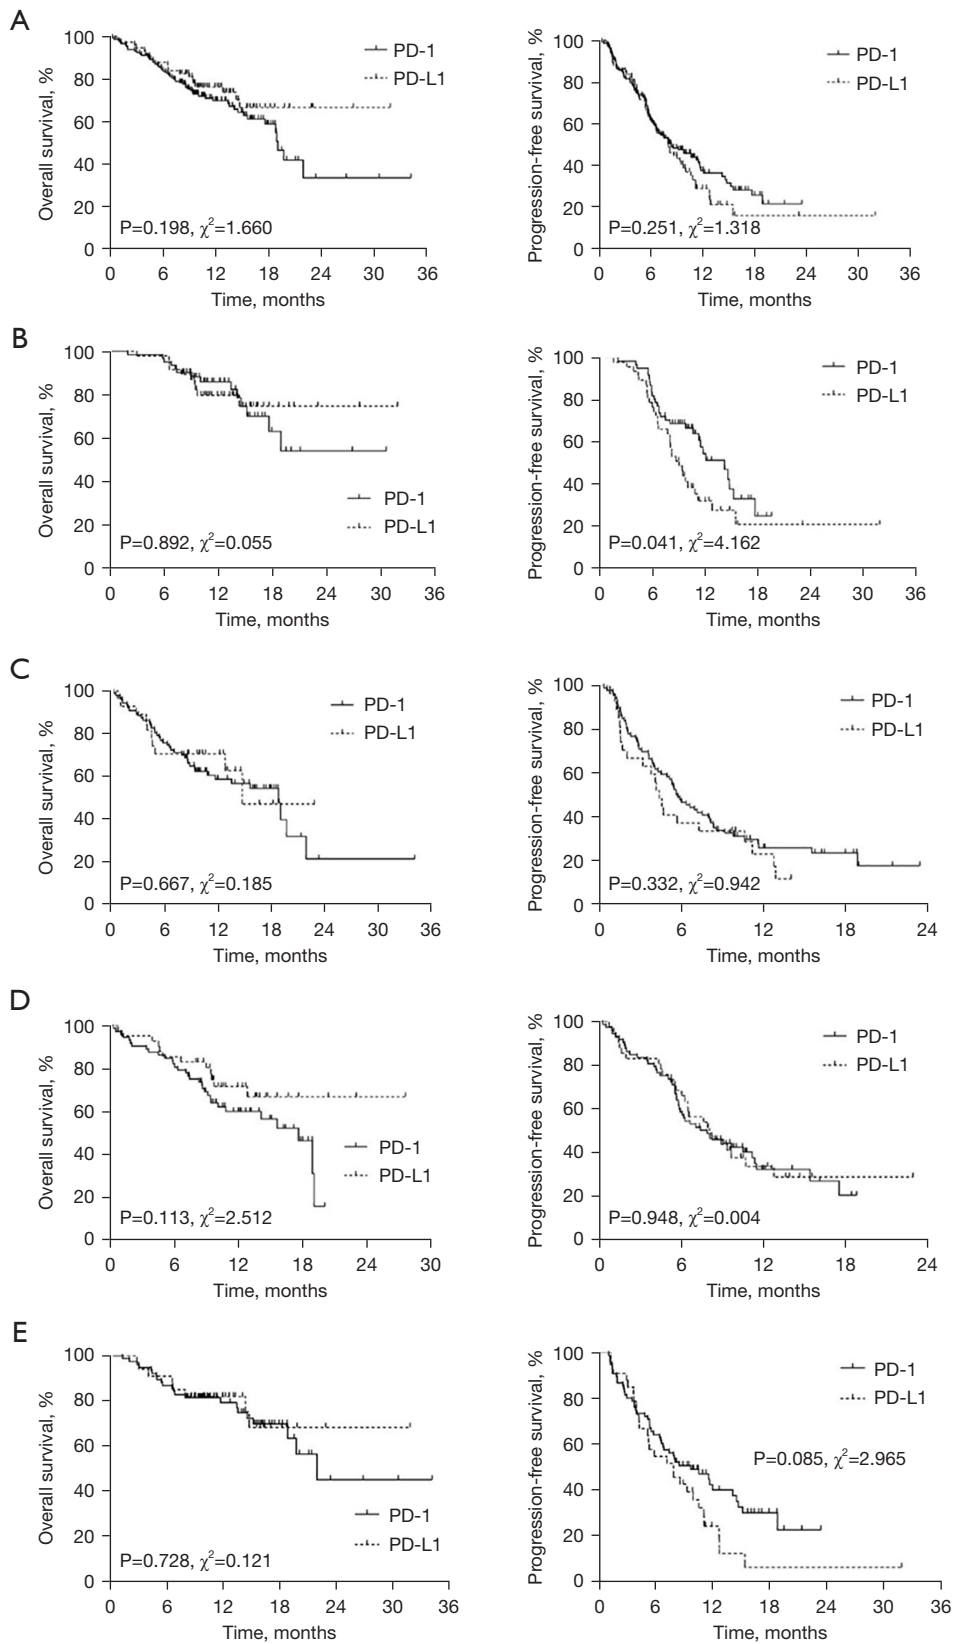 A
Overall survival, %
100
80
60
40
20
0
PD-1
PD-L1
P=0.198, χ²=1.660
0 6 12 18 24 30 36
Time, months
Progression-free survival, %
100
80
60
40
20
0
PD-1
PD-L1
P=0.251, χ²=1.318
0 6 12 18 24 30 36
Time, months
B
Overall survival, %
100
80
60
40
20
0
PD-1
PD-L1
P=0.892, χ²=0.055
0 6 12 18 24 30 36
Time, months
Progression-free survival, %
100
80
60
40
20
0
PD-1
PD-L1
P=0.041, χ²=4.162
0 6 12 18 24 30 36
Time, months
C
Overall survival, %
100
80
60
40
20
0
PD-1
PD-L1
P=0.667, χ²=0.185
0 6 12 18 24 30 36
Time, months
Progression-free survival, %
100
80
60
40
20
0
PD-1
PD-L1
P=0.332, χ²=0.942
0 6 12 18 24
Time, months
D
Overall survival, %
100
80
60
40
20
0
PD-1
PD-L1
P=0.113, χ²=2.512
0 6 12 18 24 30
Time, months
Progression-free survival, %
100
80
60
40
20
0
PD-1
PD-L1
P=0.948, χ²=0.004
0 6 12 18 24
Time, months
E
Overall survival, %
100
80
60
40
20
0
PD-1
PD-L1
P=0.728, χ²=0.121
0 6 12 18 24 30 36
Time, months
Progression-free survival, %
100
80
60
40
20
0
PD-1
PD-L1
P=0.085, χ²=2.965
0 6 12 18 24 30 36
Time, months